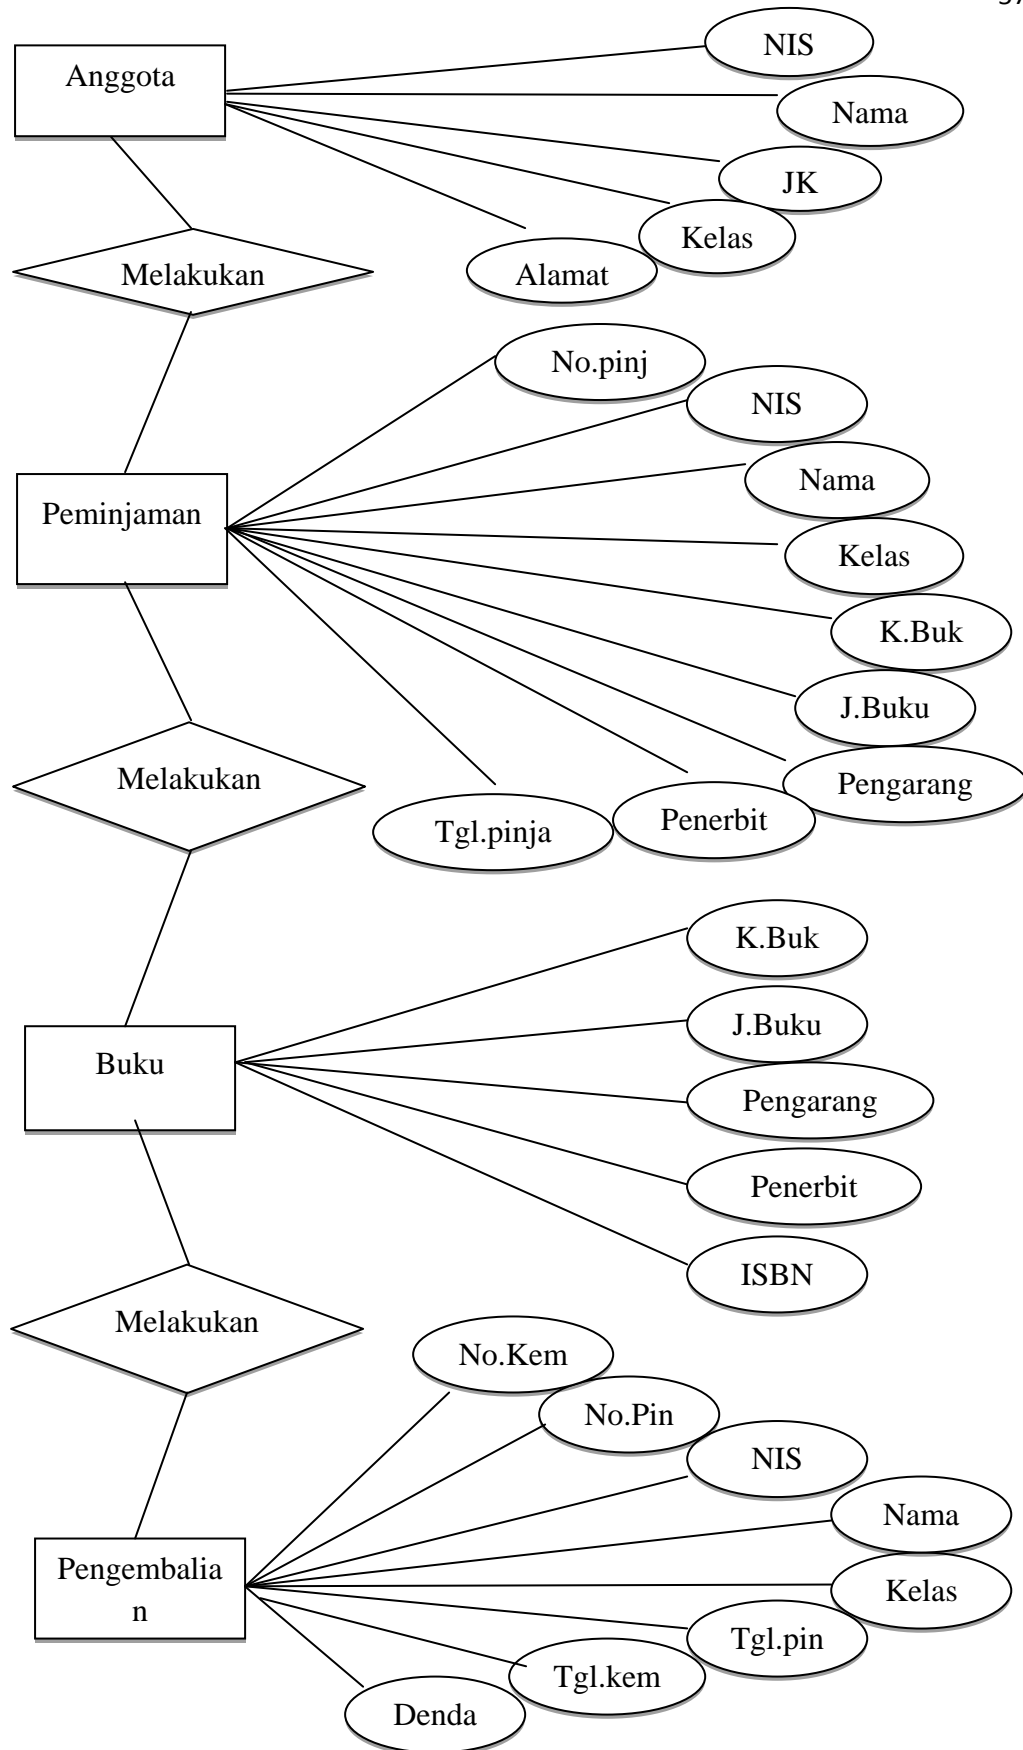 Anggota
NIS
Nama
JK
Kelas
Alamat
Melakukan
No.pinj
NIS
Nama
Kelas
K.Buk
J.Buku
Pengarang
Penerbit
Tgl.pinja
Peminjaman
Melakukan
K.Buk
J.Buku
Pengarang
Penerbit
ISBN
Buku
Melakukan
No.Kem
No.Pin
NIS
Nama
Kelas
Tgl.pin
Tgl.kem
Denda
Pengembalia
n